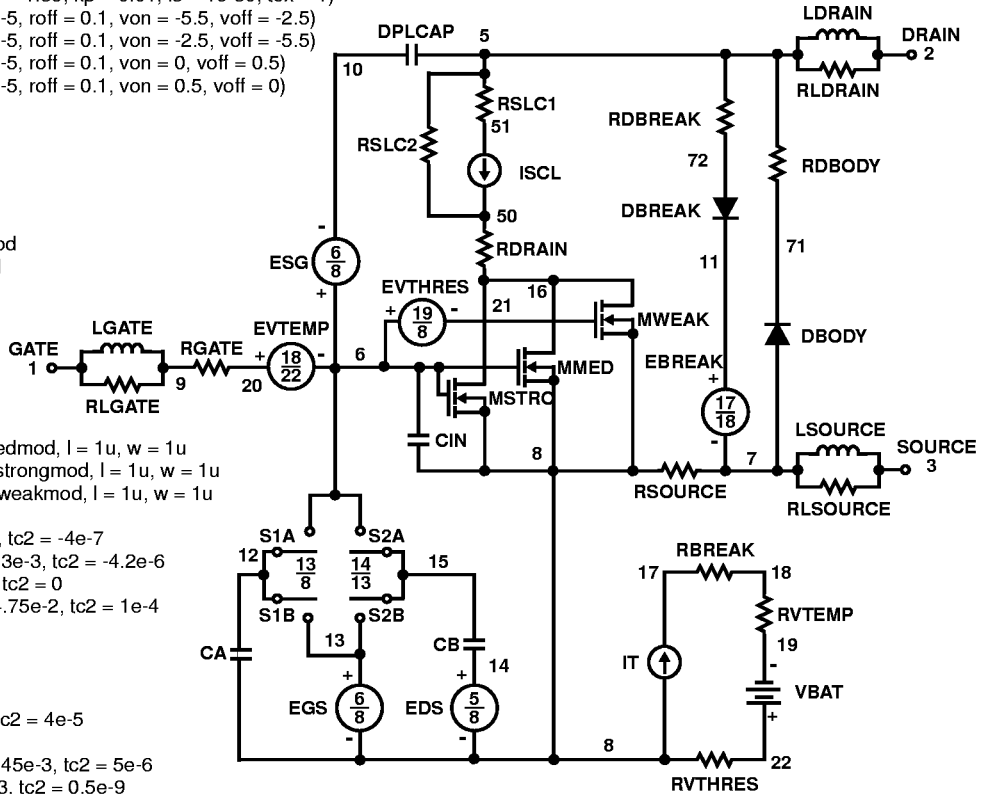 -5, roff = 0.1, von = -5.5, voff = -2.5)
-5, roff = 0.1, von = -2.5, voff = -5.5)
-5, roff = 0.1, von = 0, voff = 0.5)
-5, roff = 0.1, von = 0.5, voff = 0)
DPLCAP
5
10
LDRAIN
DRAIN
2
RLDRAIN
RSLC1
51
RSLC2
ISCL
50
RDRAIN
RDBREAK
72
DBREAK
11
RDBODY
71
DBODY
ESG
6
8
-
+
EVTHRES
+
19
8
-
21
16
MWEAK
EBREAK
+
17
18
-
GATE
1
LGATE
RLGATE
9
RGATE
20
EVTEMP
+
18
22
-
6
MMED
MSTRO
CIN
8
RSOURCE
7
LSOURCE
SOURCE
3
RLSOURCE
edmod, l = 1u, w = 1u
strongmod, l = 1u, w = 1u
weakmod, l = 1u, w = 1u
, tc2 = -4e-7
3e-3, tc2 = -4.2e-6
tc2 = 0
.75e-2, tc2 = 1e-4
S1A
S2A
12
13
8
14
13
15
S1B
S2B
13
CA
CB
14
EGS
+
6
8
-
EDS
+
5
8
-
8
RBREAK
17
18
RVTEMP
19
IT
VBAT
-
+
22
RVTHRES
c2 = 4e-5
45e-3, tc2 = 5e-6
3, tc2 = 0.5e-9